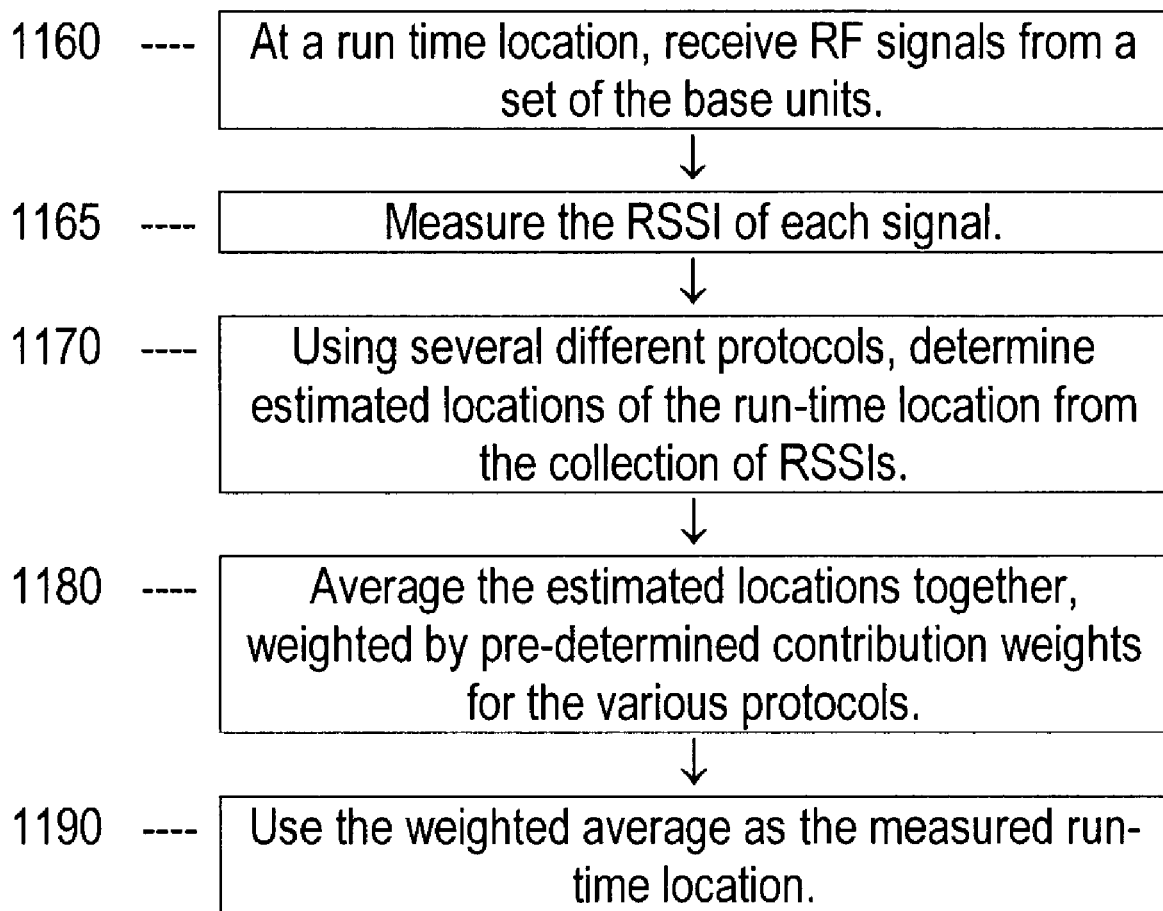 1160 ---- At a run time location, receive RF signals from a
set of the base units.
↓
1165 ---- Measure the RSSI of each signal.
↓
1170 ---- Using several different protocols, determine
estimated locations of the run-time location from
the collection of RSSIs.
↓
1180 ---- Average the estimated locations together,
weighted by pre-determined contribution weights
for the various protocols.
↓
1190 ---- Use the weighted average as the measured run-
time location.